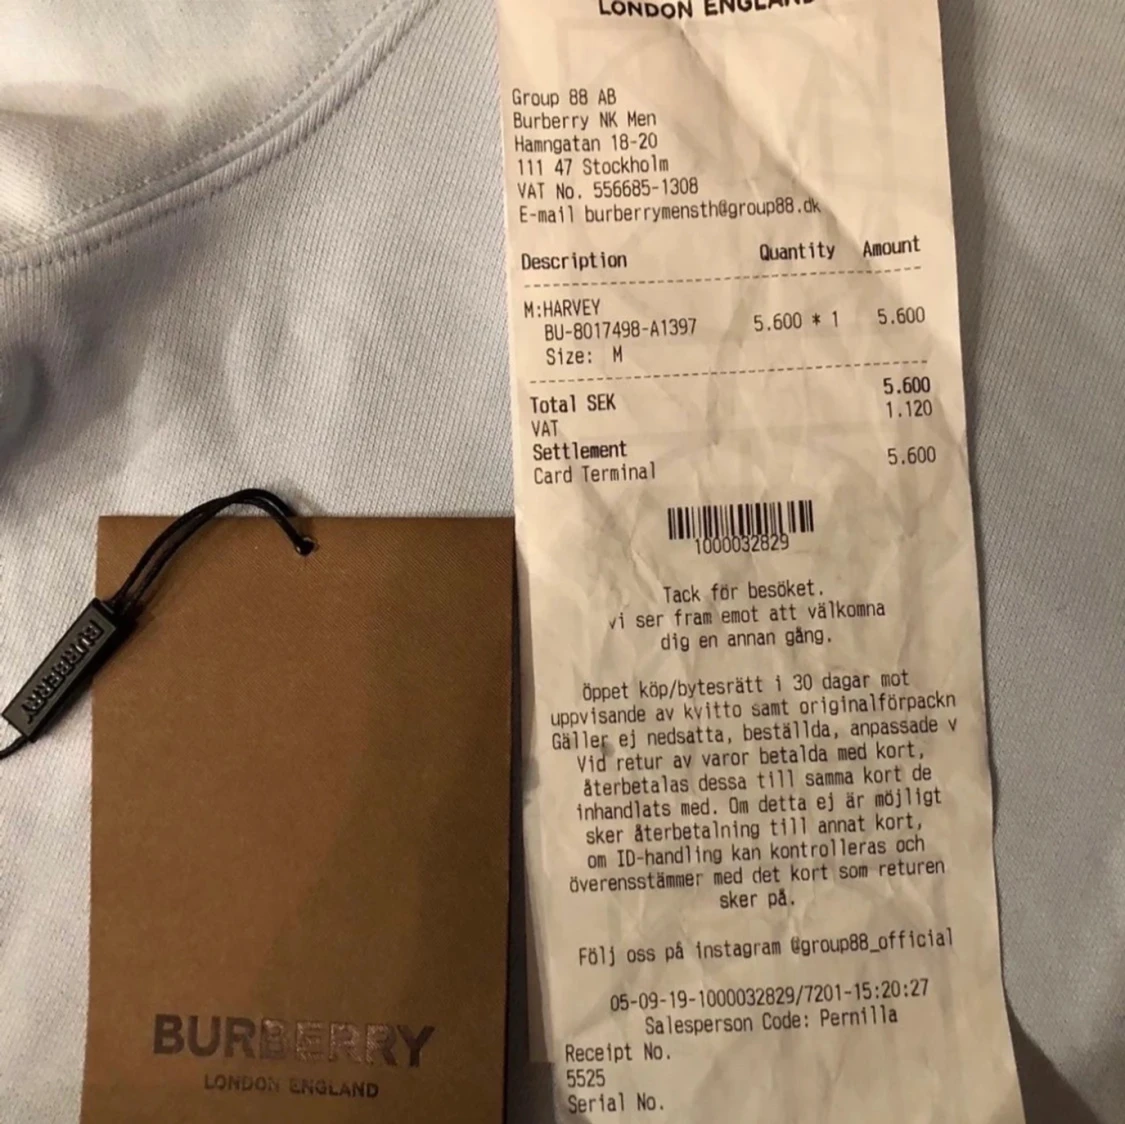 LONDON ENGLAND
Group 88 AB
Burberry NK Men
Hamngatan 18-20
111 47 Stockholm
VAT No. 556685-1308
E-mail burberrymensth@group88.dk
Description Quantity Amount
M:HARVEY
BU-8017498-A1397 5.600 * 1 5.600
Size: M
Total SEK 5.600
VAT 1.120
Settlement
Card Terminal 5.600
1000032829
Tack för besöket.
vi ser fram emot att välkomna
dig en annan gång.
Öppet köp/bytesrätt i 30 dagar mot
uppvisande av kvitto samt originalförpackn
Gäller ej nedsatta, beställda, anpassade v
Vid retur av varor betalda med kort,
återbetalas dessa till samma kort de
inhandlats med. Om detta ej är möjligt
sker återbetalning till annat kort,
om ID-handling kan kontrolleras och
överensstämmer med det kort som returen
sker på.
Följ oss på instagram @group88_official
05-09-19-1000032829/7201-15:20:27
Salesperson Code: Pernilla
Receipt No.
5525
Serial No.
BURBERRY
BURBERRY
LONDON ENGLAND